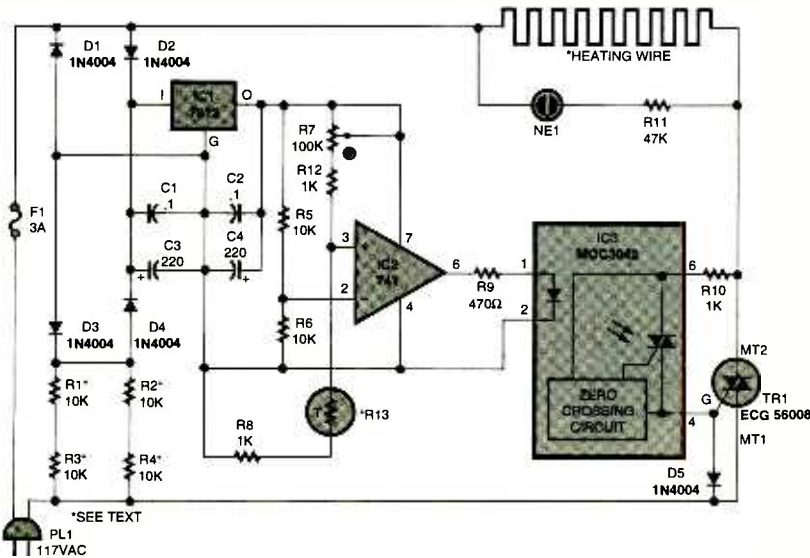 D1
1N4004
D2
1N4004
I
IC1
7812
O
G
*HEATING WIRE
NE1
R11
47K
R7
100K
R12
1K
C1
.1
C2
.1
F1
3A
C3
220
+
C4
220
+
R5
10K
3
+
7
IC2
741
6
2
-
4
R9
470Ω
IC3
MOC3042
1
6
2
R10
1K
D3
1N4004
D4
1N4004
R6
10K
ZERO
CROSSING
CIRCUIT
4
MT2
TR1
ECG 56008
G
MT1
R1*
10K
R2*
10K
T
*R13
R8
1K
R3*
10K
R4*
10K
D5
1N4004
*SEE TEXT
PL1
117VAC